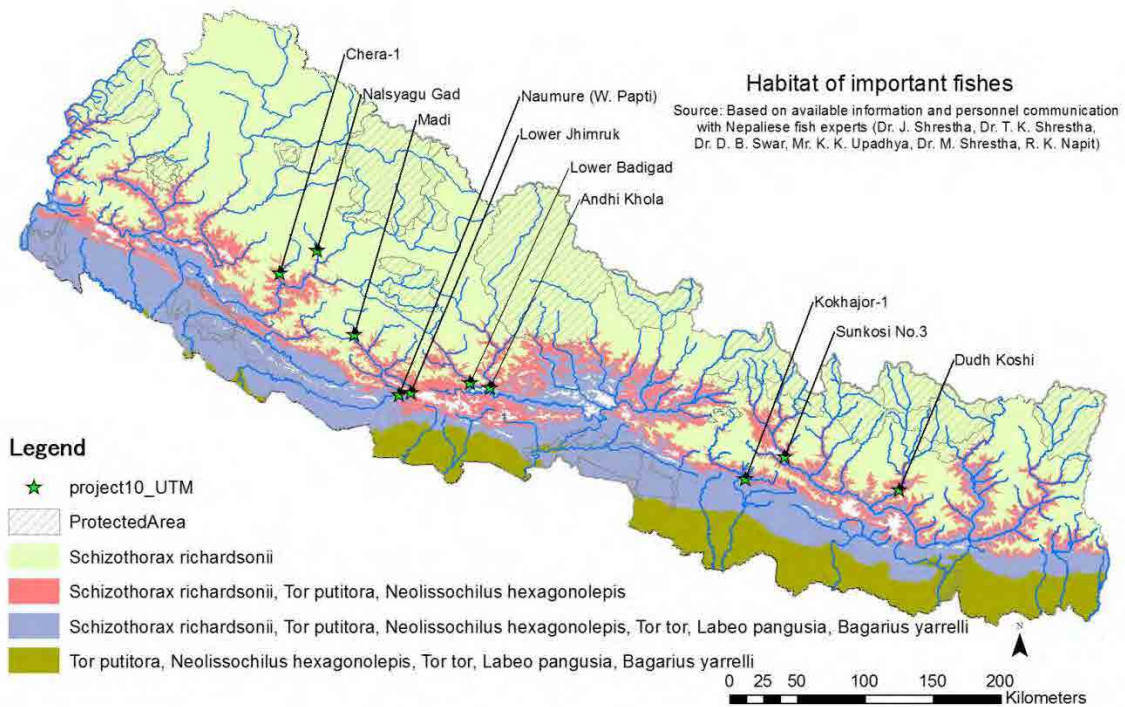 Chera-1
Nalsyagu Gad
Madi
Naumure (W. Papti)
Lower Jhimruk
Lower Badigad
Andhi Khola
Habitat of important fishes
Source: Based on available information and personnel communication
with Nepaliese fish experts (Dr. J. Shrestha, Dr. T. K. Shrestha,
Dr. D. B. Swar, Mr. K. K. Upadhya, Dr. M. Shrestha, R. K. Napit)
Kokhajor-1
Sunkosi No.3
Dudh Koshi
Legend
project10_UTM
ProtectedArea
Schizothorax richardsonii
Schizothorax richardsonii, Tor putitora, Neolissochilus hexagonolepis
Schizothorax richardsonii, Tor putitora, Neolissochilus hexagonolepis, Tor tor, Labeo pangusia, Bagarius yarrelli
Tor putitora, Neolissochilus hexagonolepis, Tor tor, Labeo pangusia, Bagarius yarrelli
N
0 25 50 100 150 200
Kilometers